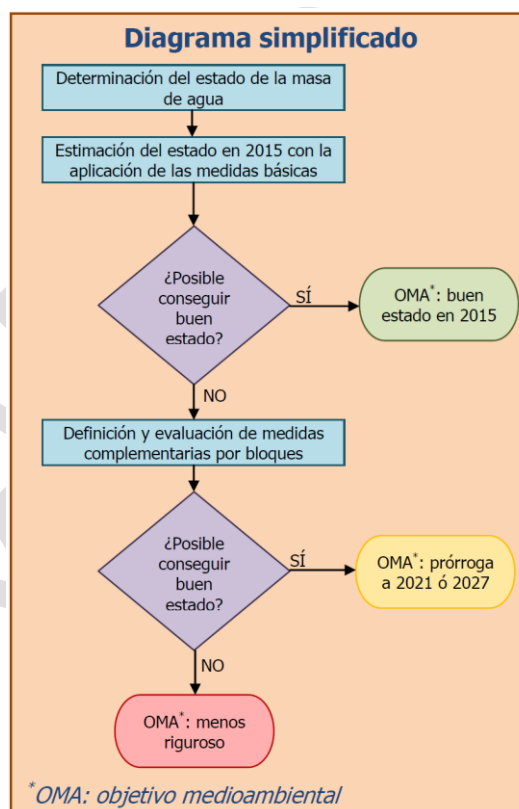 Diagrama simplificado
Determinación del estado de la masa
de agua
Estimación del estado en 2015 con la
aplicación de las medidas básicas
¿Posible
conseguir
buen
estado?
SÍ
OMA*: buen
estado en 2015
NO
Definición y evaluación de medidas
complementarias por bloques
¿Posible
conseguir
buen
estado?
SÍ
OMA*: prórroga
a 2021 ó 2027
NO
OMA*: menos
riguroso
*OMA: objetivo medioambiental